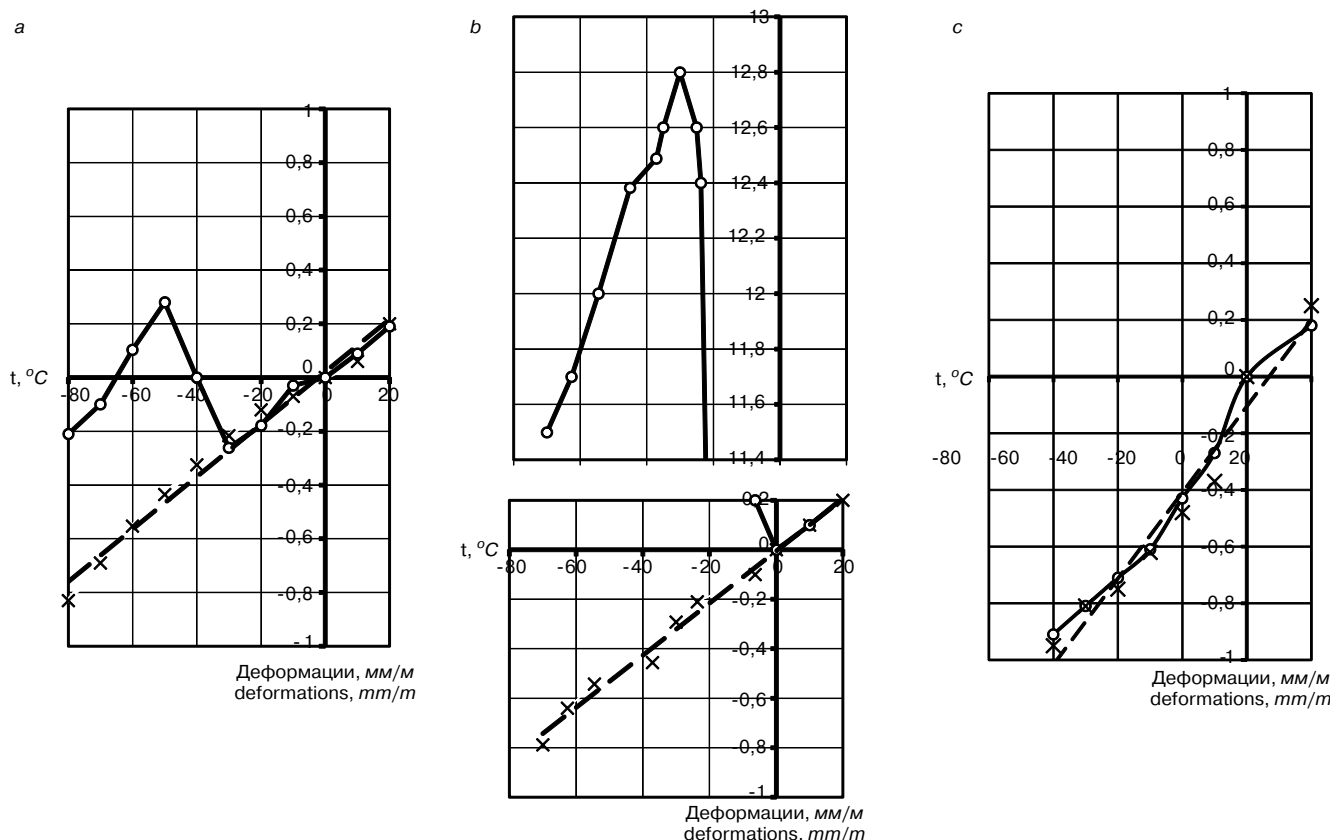 a
1
0,8
0,6
0,4
0,2
0
t, °C
-80 -60 -40 -20 0 20
-0,2
-0,4
-0,6
-0,8
-1
Деформации, мм/м
deformations, mm/m
b
13
12,8
12,6
12,4
12,2
12
11,8
11,6
11,4
0,2
0
t, °C
-80 -60 -40 -20 0 20
-0,2
-0,4
-0,6
-0,8
-1
Деформации, мм/м
deformations, mm/m
c
1
0,8
0,6
0,4
0,2
0
t, °C
-0,2
-80 -60 -40 -20 0 20
-0,4
-0,6
-0,8
-1
Деформации, мм/м
deformations, mm/m